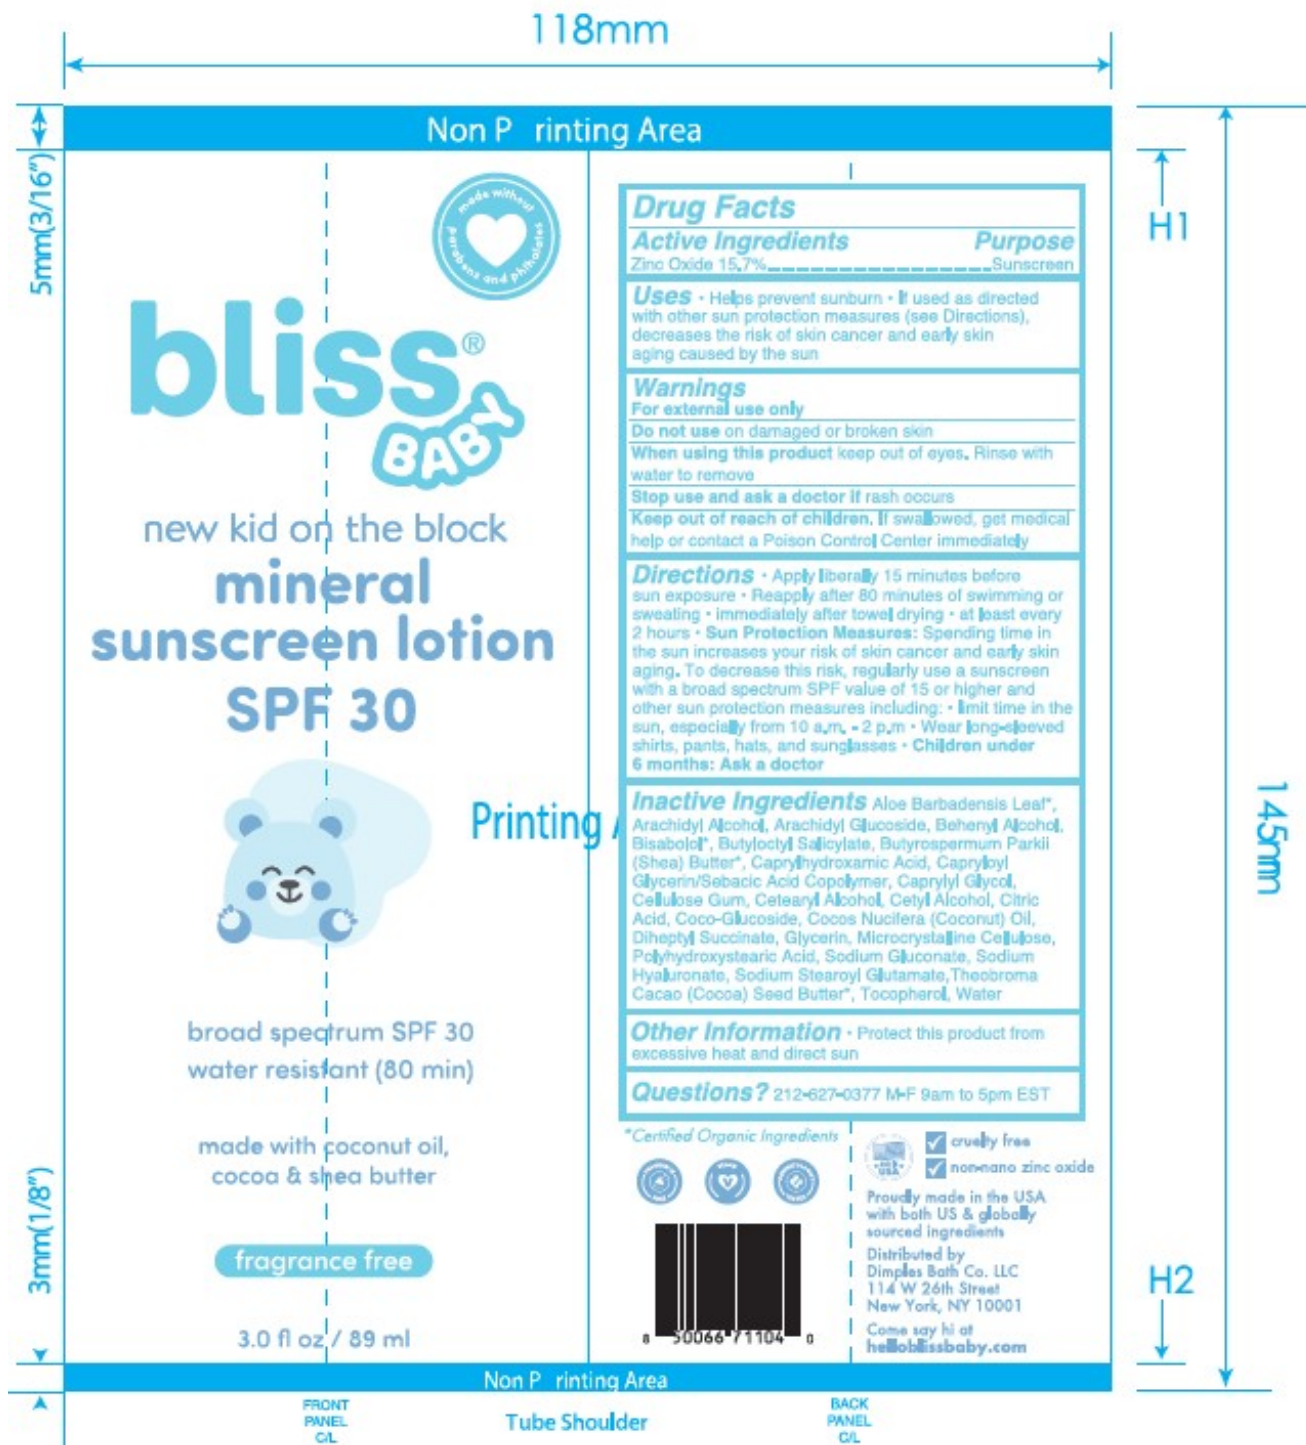 118mm
Non P rinting Area
5mm(3/16")
H1
made without
parabens and phthalates
bliss®
BABY
new kid on the block
mineral
sunscreen lotion
SPF 30
Printing A
broad spectrum SPF 30
water resistant (80 min)
made with coconut oil,
cocoa & shea butter
fragrance free
3.0 fl oz / 89 ml
Drug Facts
Active Ingredients Purpose
Zinc Oxide 15.7% Sunscreen
Uses • Helps prevent sunburn • If used as directed
with other sun protection measures (see Directions),
decreases the risk of skin cancer and early skin
aging caused by the sun
Warnings
For external use only
Do not use on damaged or broken skin
When using this product keep out of eyes. Rinse with
water to remove
Stop use and ask a doctor if rash occurs
Keep out of reach of children. If swallowed, get medical
help or contact a Poison Control Center immediately
Directions • Apply liberally 15 minutes before
sun exposure • Reapply after 80 minutes of swimming or
sweating • immediately after towel drying • at least every
2 hours • Sun Protection Measures: Spending time in
the sun increases your risk of skin cancer and early skin
aging. To decrease this risk, regularly use a sunscreen
with a broad spectrum SPF value of 15 or higher and
other sun protection measures including: • limit time in the
sun, especially from 10 a.m. - 2 p.m • Wear long-sleeved
shirts, pants, hats, and sunglasses • Children under
6 months: Ask a doctor
Inactive Ingredients Aloe Barbadensis Leaf*,
Arachidyl Alcohol, Arachidyl Glucoside, Behenyl Alcohol,
Bisabolol*, Butyloctyl Salicylate, Butyrospermum Parkii
(Shea) Butter*, Caprylhydroxamic Acid, Capryloyl
Glycerin/Sebacic Acid Copolymer, Caprylyl Glycol,
Cellulose Gum, Cetearyl Alcohol, Cetyl Alcohol, Citric
Acid, Coco-Glucoside, Cocos Nucifera (Coconut) Oil,
Diheptyl Succinate, Glycerin, Microcrystalline Cellulose,
Polyhydroxystearic Acid, Sodium Gluconate, Sodium
Hyaluronate, Sodium Stearoyl Glutamate,Theobroma
Cacao (Cocoa) Seed Butter*, Tocopherol, Water
Other Information • Protect this product from
excessive heat and direct sun
Questions? 212-627-0377 M-F 9am to 5pm EST
*Certified Organic Ingredients
USA
cruelty free
non-nano zinc oxide
Proudly made in the USA
with both US & globally
sourced ingredients
Distributed by
Dimples Bath Co. LLC
114 W 26th Street
New York, NY 10001
Come say hi at
helloblissbaby.com
8 50066 71104 0
145mm
3mm(1/8")
H2
Non P rinting Area
FRONT
PANEL
C/L
Tube Shoulder
BACK
PANEL
C/L